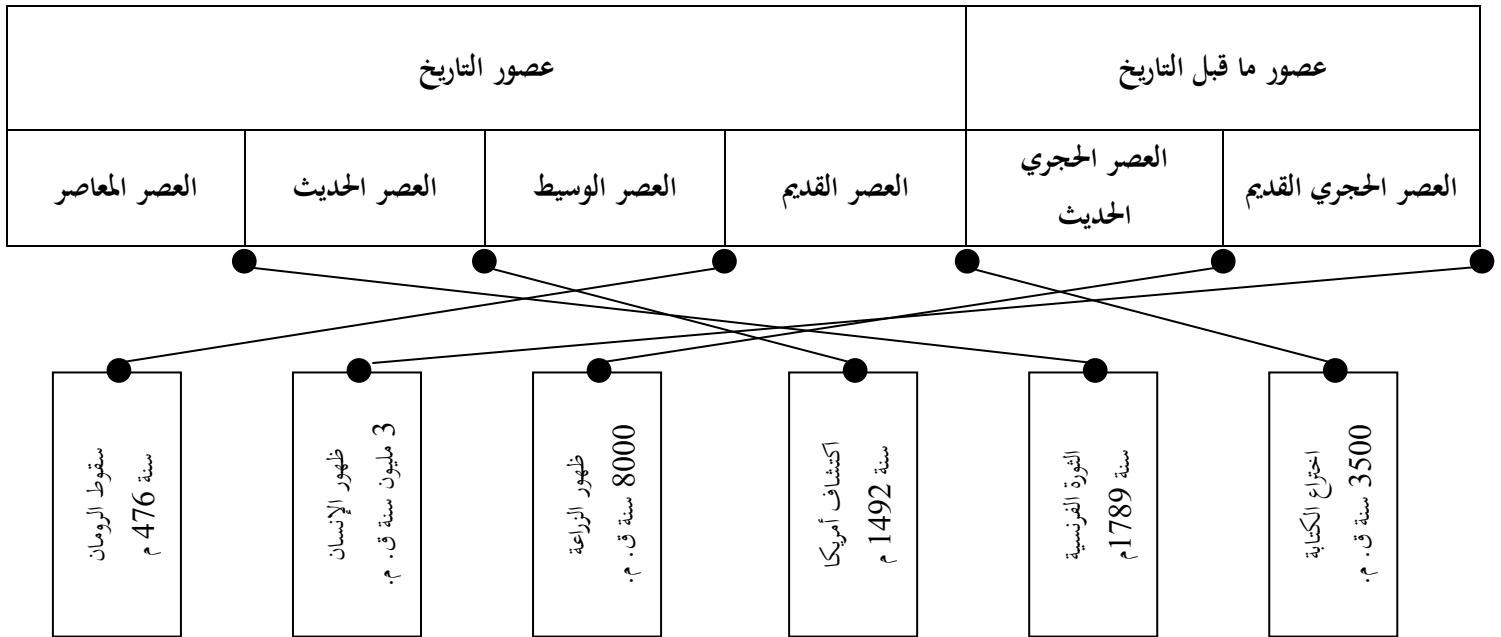 عصور ما قبل التاريخ
عصور التاريخ
العصر الحجري القديم
العصر الحجري
الحديث
العصر القديم
العصر الوسيط
العصر الحديث
العصر المعاصر
اختراع الكتابة
3500 سنة ق. م.
الثورة الفرنسية
سنة 1789م
اكتشاف أمريكا
سنة 1492 م
ظهور الزراعة
8000 سنة ق. م.
ظهور الإنسان
3 مليون سنة ق. م.
سقوط الرومان
سنة 476 م